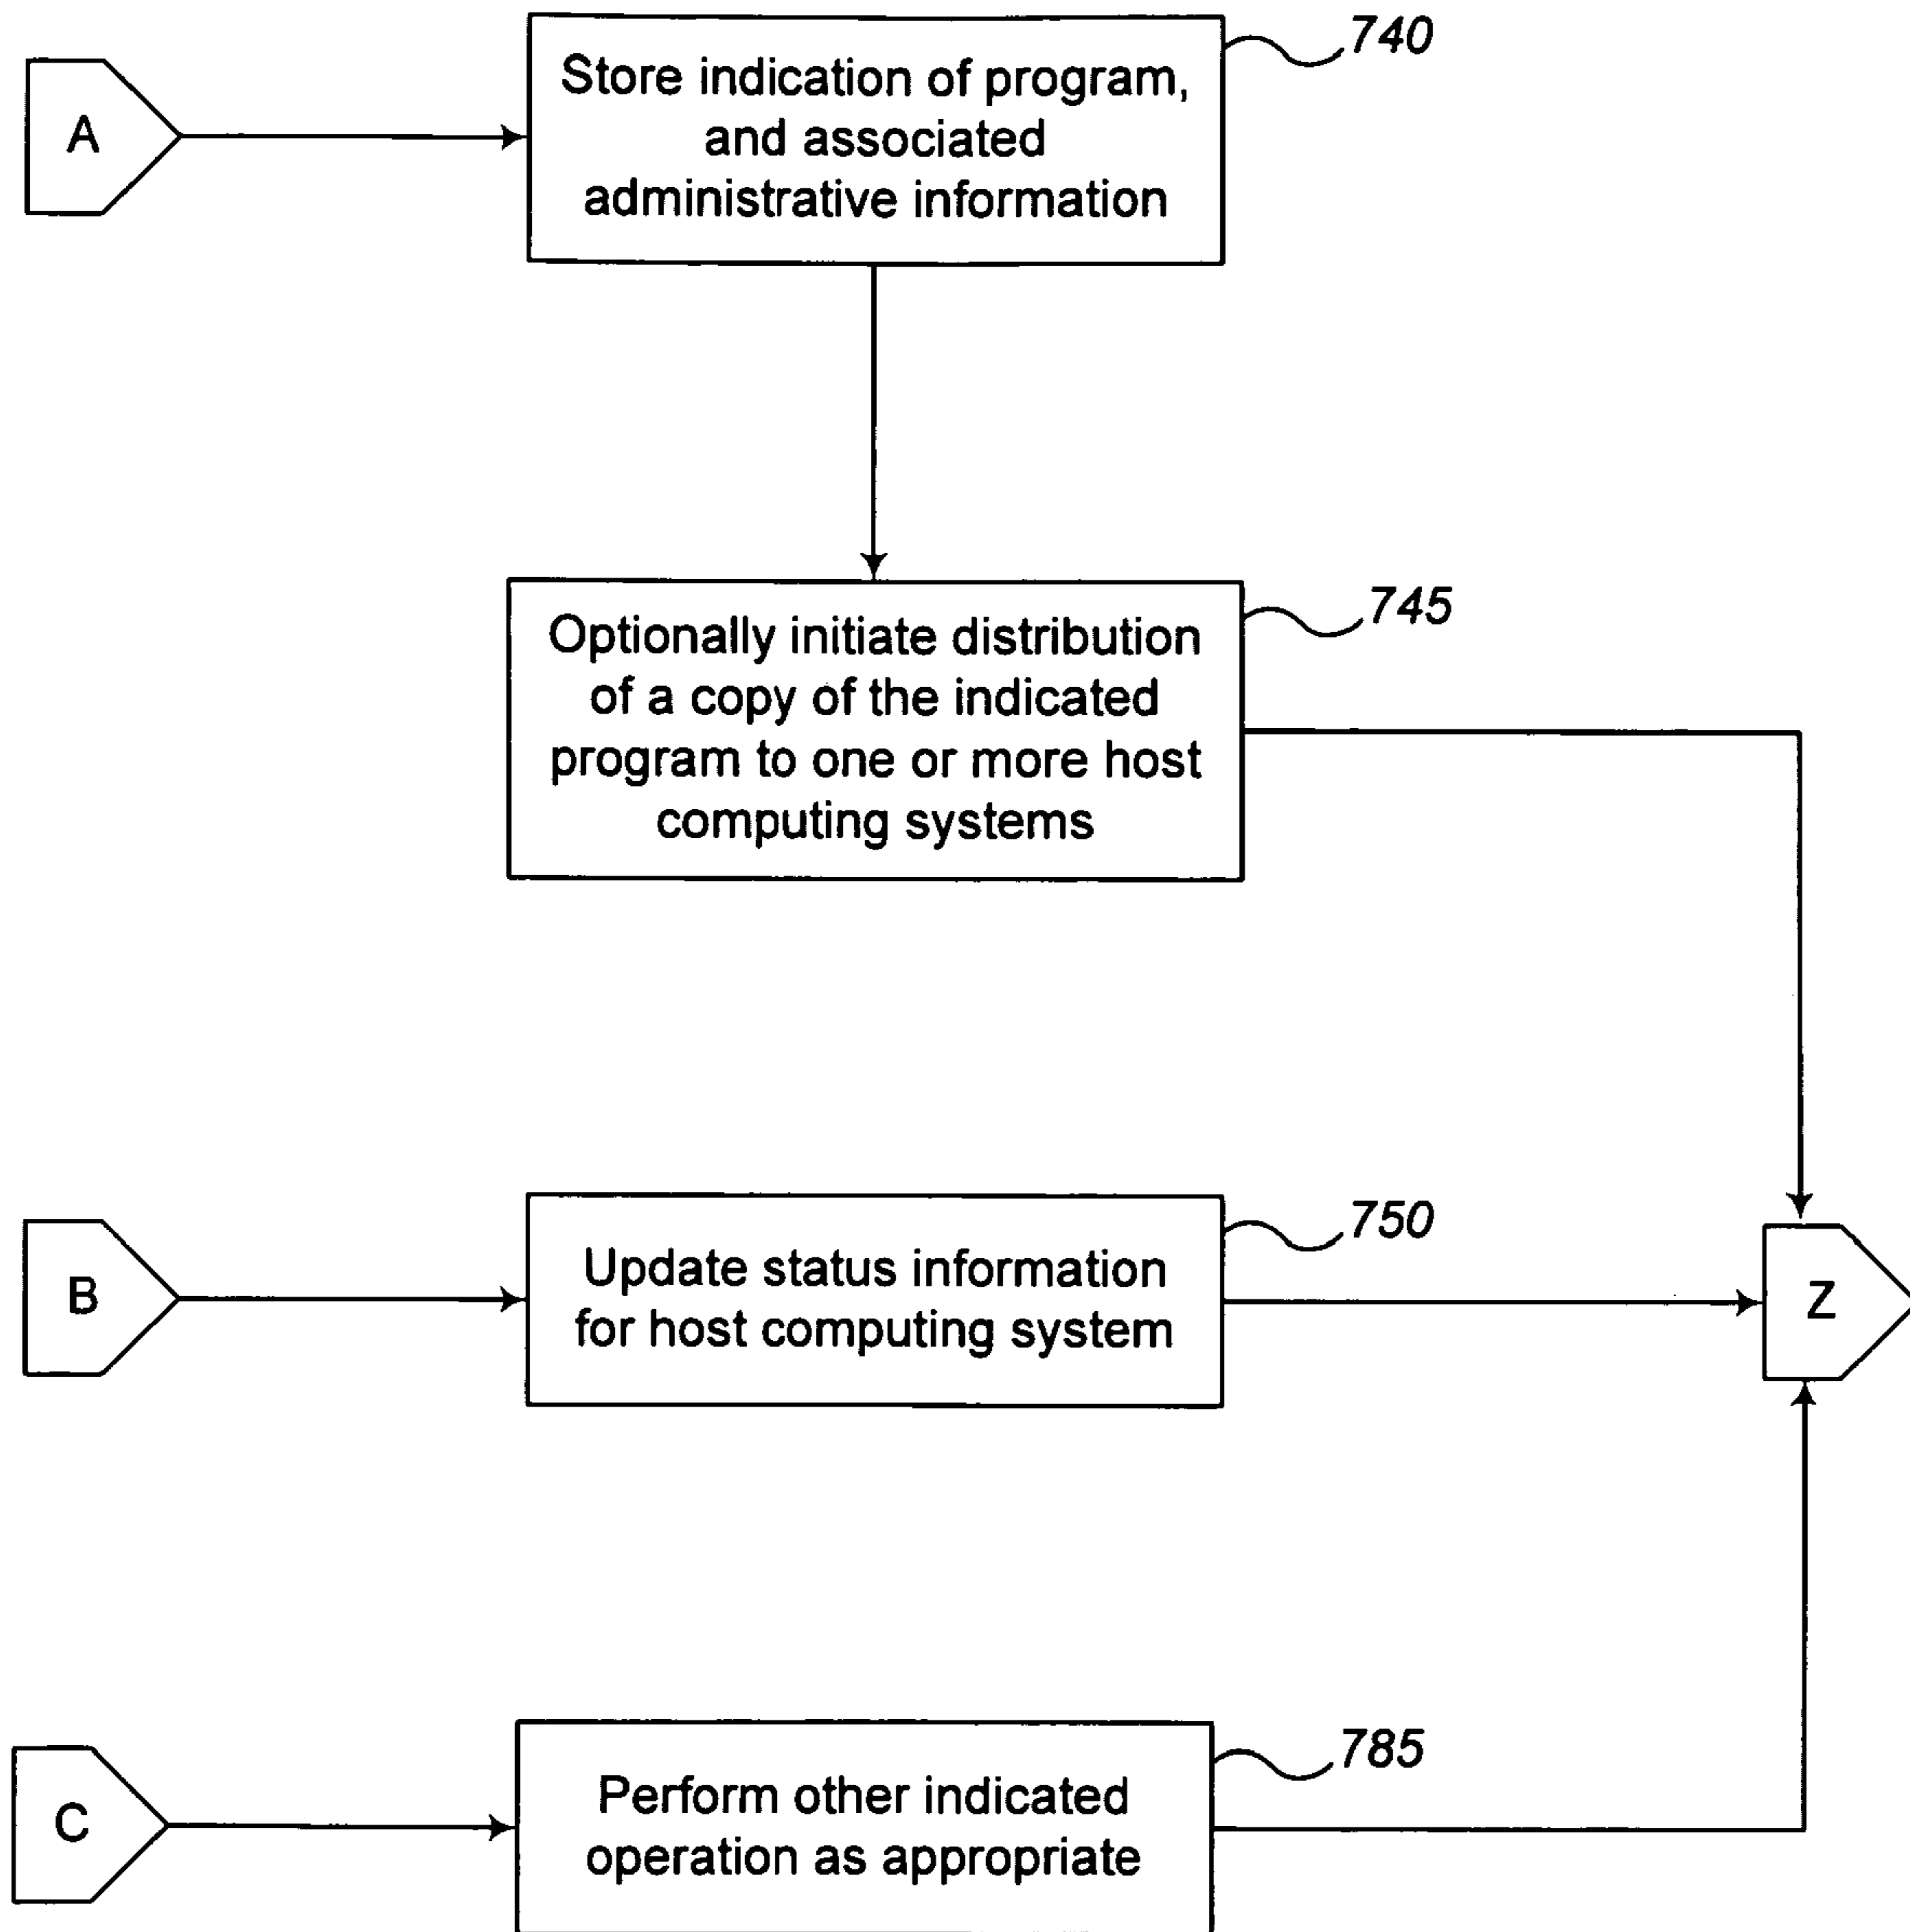 740
A
Store indication of program,
and associated
administrative information
745
Optionally initiate distribution
of a copy of the indicated
program to one or more host
computing systems
750
B
Update status information
for host computing system
Z
785
C
Perform other indicated
operation as appropriate